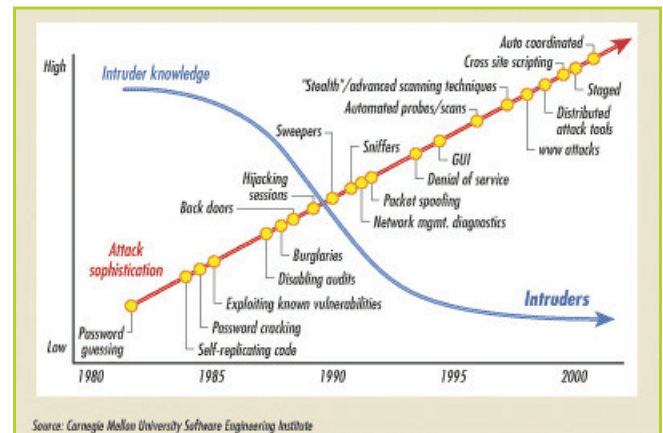 Auto coordinated
Cross site scripting
High
Intruder knowledge
"Stealth"/advanced scanning techniques
Staged
Automated probes/scans
Distributed
attack tools
Sweepers
www attacks
Sniffers
GUI
Hijacking
sessions
Denial of service
Back doors
Packet spoofing
Network mgmt. diagnostics
Attack
sophistication
Burglaries
Disabling audits
Intruders
Exploiting known vulnerabilities
Password
guessing
Password cracking
Low
Self-replicating code
1980 1985 1990 1995 2000
Source: Carnegie Mellon University Software Engineering Institute